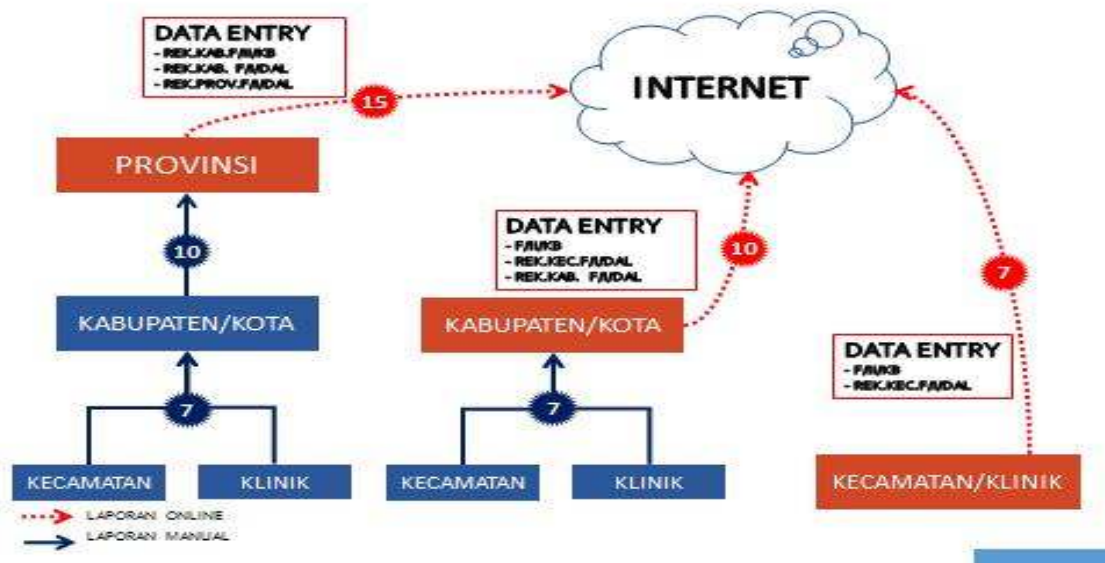 DATA ENTRY
- REK.KAB.F/II/KB
- REK.KAB. F/I/DAL
- REK.PROV.F/I/DAL
INTERNET
15
PROVINSI
10
DATA ENTRY
- F/II/KB
- REK.KEC.F/I/DAL
- REK.KAB. F/I/DAL
10
7
KABUPATEN/KOTA
KABUPATEN/KOTA
DATA ENTRY
- F/II/KB
- REK.KEC.F/I/DAL
7
7
KECAMATAN
KLINIK
KECAMATAN
KLINIK
KECAMATAN/KLINIK
LAPORAN ONLINE
LAPORAN MANUAL